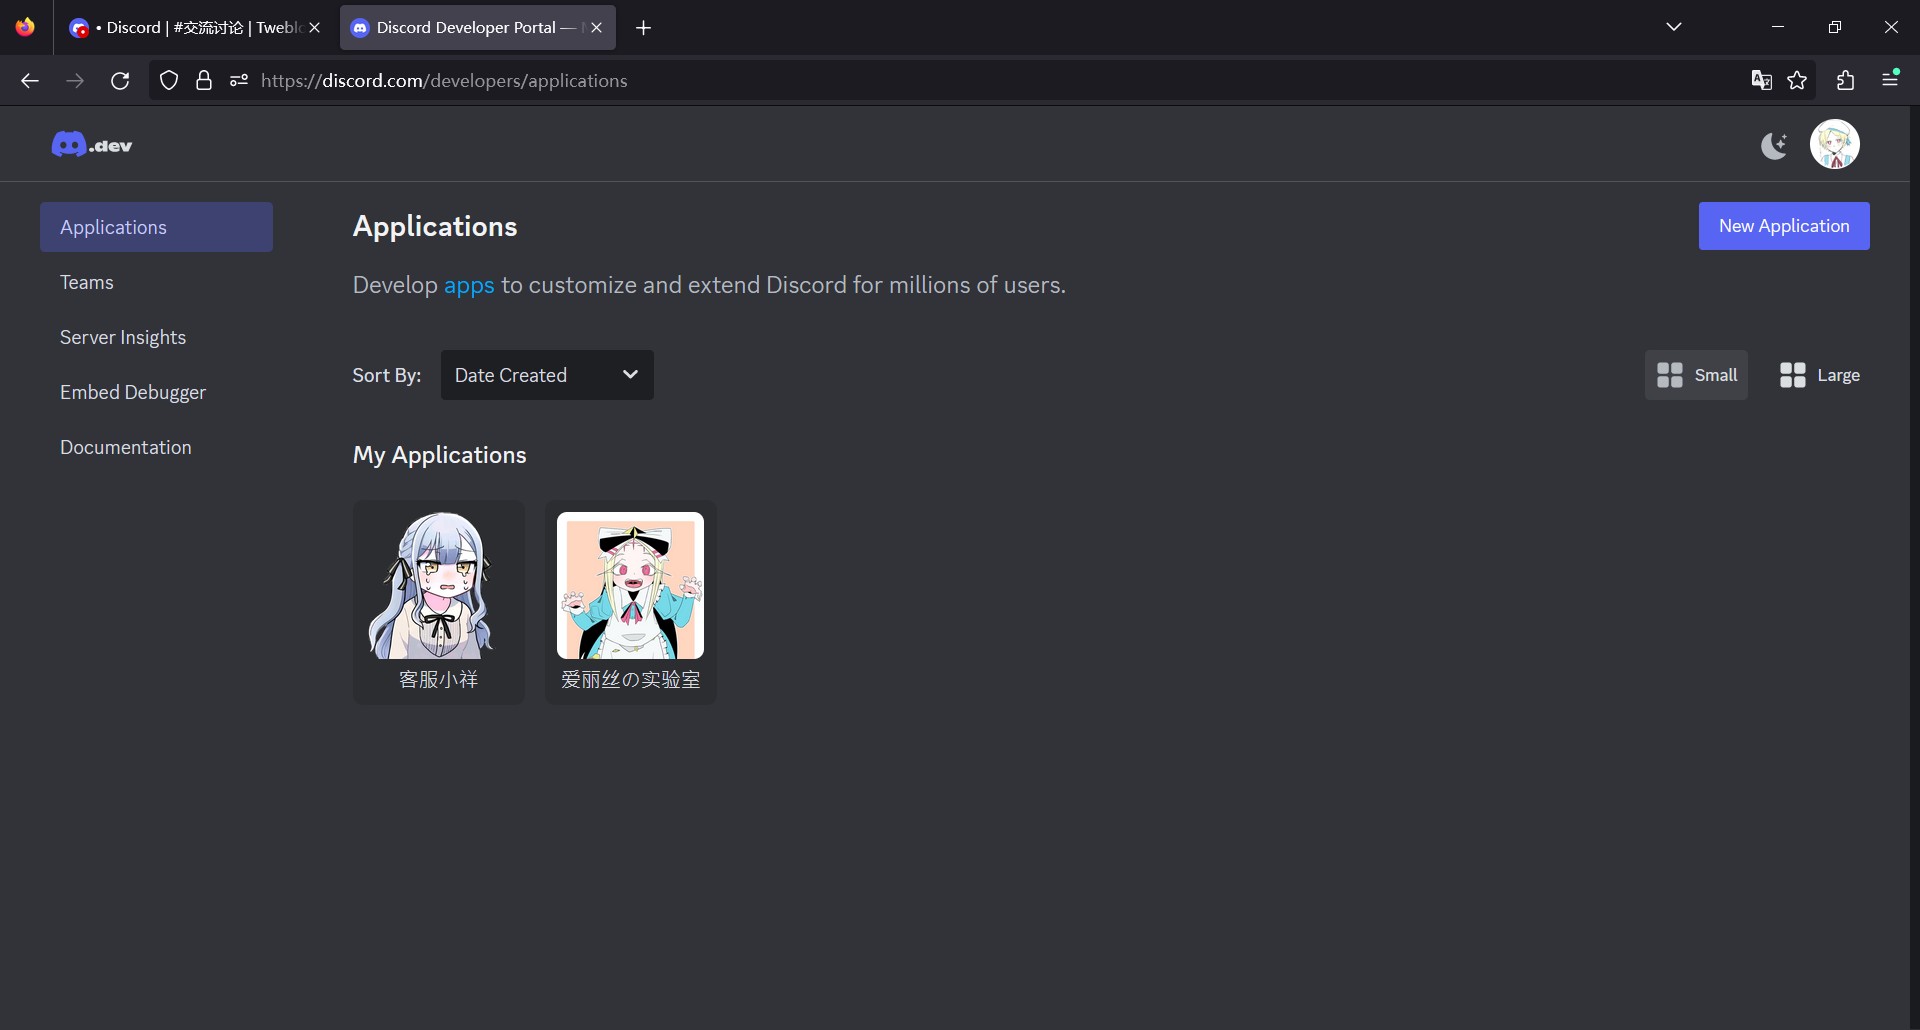 • Discord | #交流讨论 | Tweblo
Discord Developer Portal —
https://discord.com/developers/applications
.dev
Applications
Teams
Server Insights
Embed Debugger
Documentation
Applications
New Application
Develop apps to customize and extend Discord for millions of users.
Sort By:
Date Created
Small
Large
My Applications
客服小祥
爱丽丝の实验室